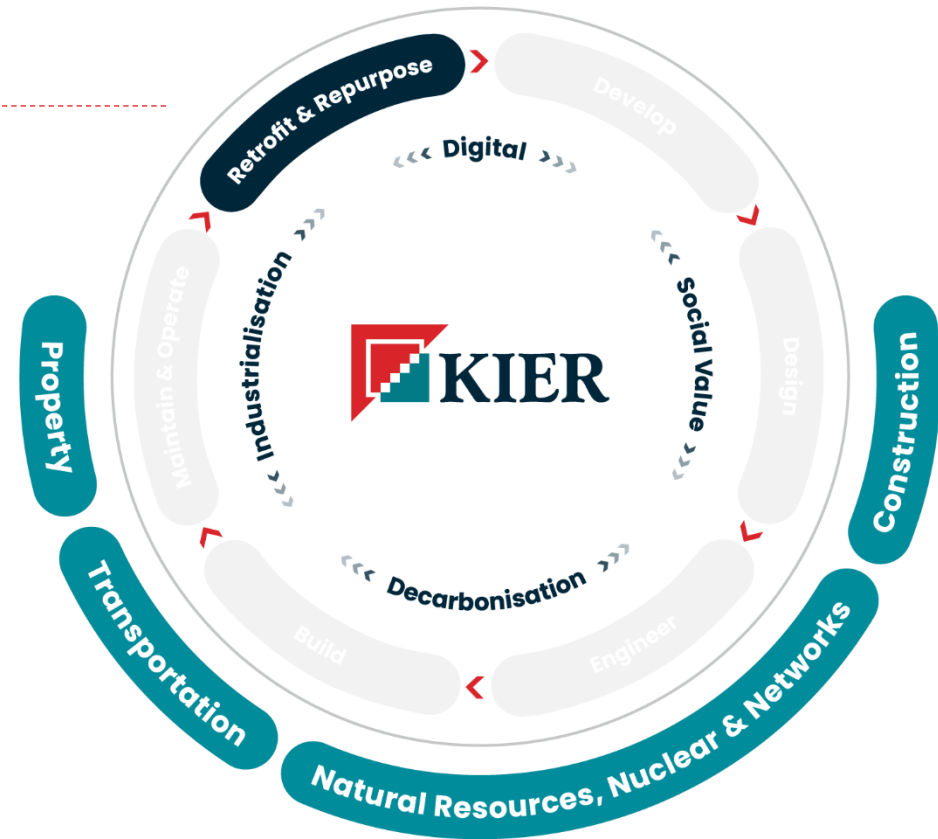 Retrofit & Repurpose
Develop
Design
Engineer
Build
Maintain & Operate
Digital
Social Value
Decarbonisation
Industrialisation
KIER
Property
Transportation
Natural Resources, Nuclear & Networks
Construction